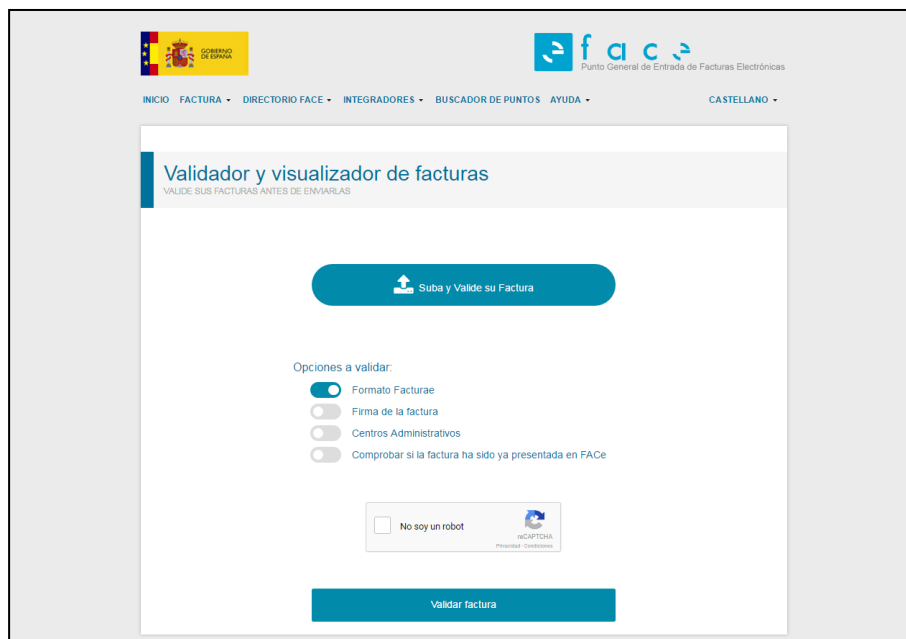 GOBIERNO
DE ESPAÑA
face
Punto General de Entrada de Facturas Electrónicas
INICIO FACTURA DIRECTORIO FACE INTEGRADORES BUSCADOR DE PUNTOS AYUDA CASTELLANO
Validador y visualizador de facturas
VALIDE SUS FACTURAS ANTES DE ENVIARLAS
Suba y Valide su Factura
Opciones a validar:
Formato Facturae
Firma de la factura
Centros Administrativos
Comprobar si la factura ha sido ya presentada en FACe
No soy un robot
reCAPTCHA
Privacidad - Condiciones
Validar factura